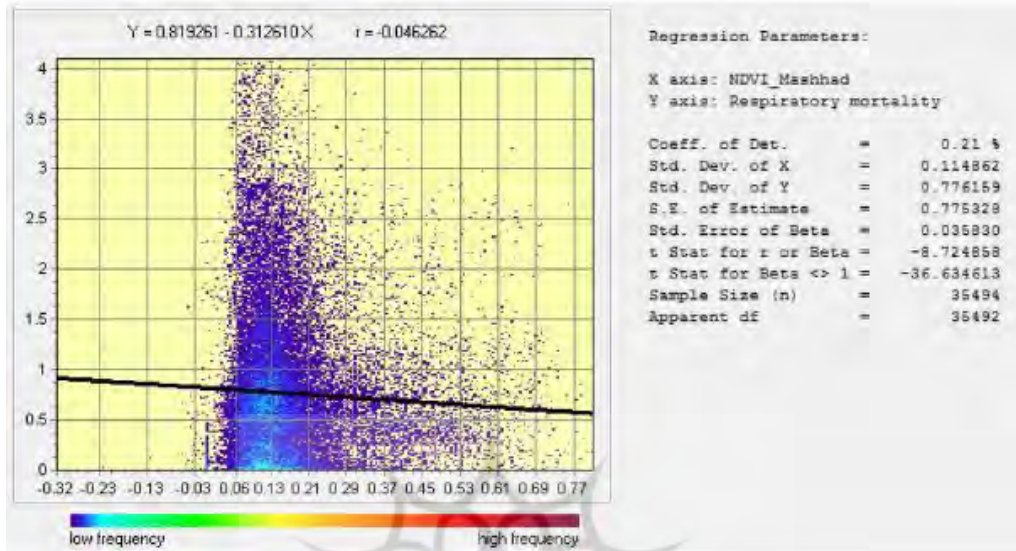 Y = 0.819261 - 0.312610 X r = -0.046262
4
3.5
3
2.5
2
1.5
1
0.5
0
-0.32 -0.23 -0.13 -0.03 0.06 0.13 0.21 0.29 0.37 0.45 0.53 0.61 0.69 0.77
low frequency high frequency
Regression Parameters:
X axis: NDVI_Mashhad
Y axis: Respiratory mortality
Coeff. of Det. = 0.21 %
Std. Dev. of X = 0.114862
Std. Dev. of Y = 0.776159
S.E. of Estimate = 0.775328
Std. Error of Beta = 0.035830
t Stat for r or Beta = -8.724858
t Stat for Beta <> 1 = -36.634613
Sample Size (n) = 35494
Apparent df = 35492